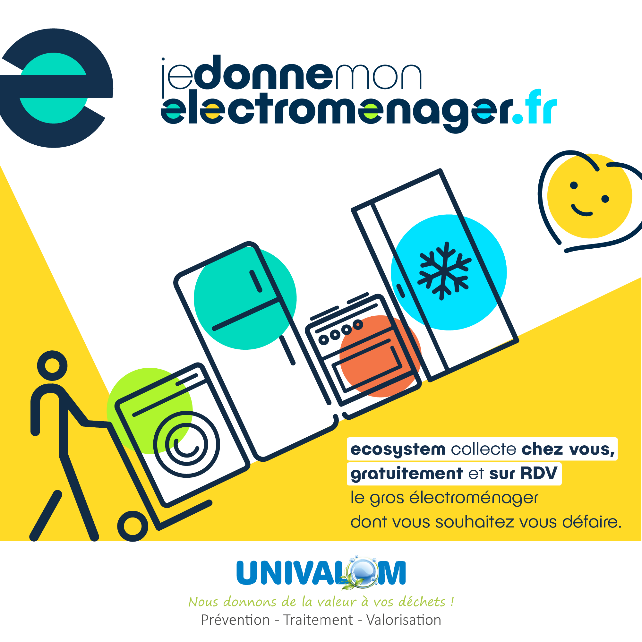 jedonnemon
electromenager.fr
ecosystem collecte chez vous,
gratuitement et sur RDV
le gros électroménager
dont vous souhaitez vous défaire.
UNIVALOM
Nous donnons de la valeur à vos déchets !
Prévention - Traitement - Valorisation